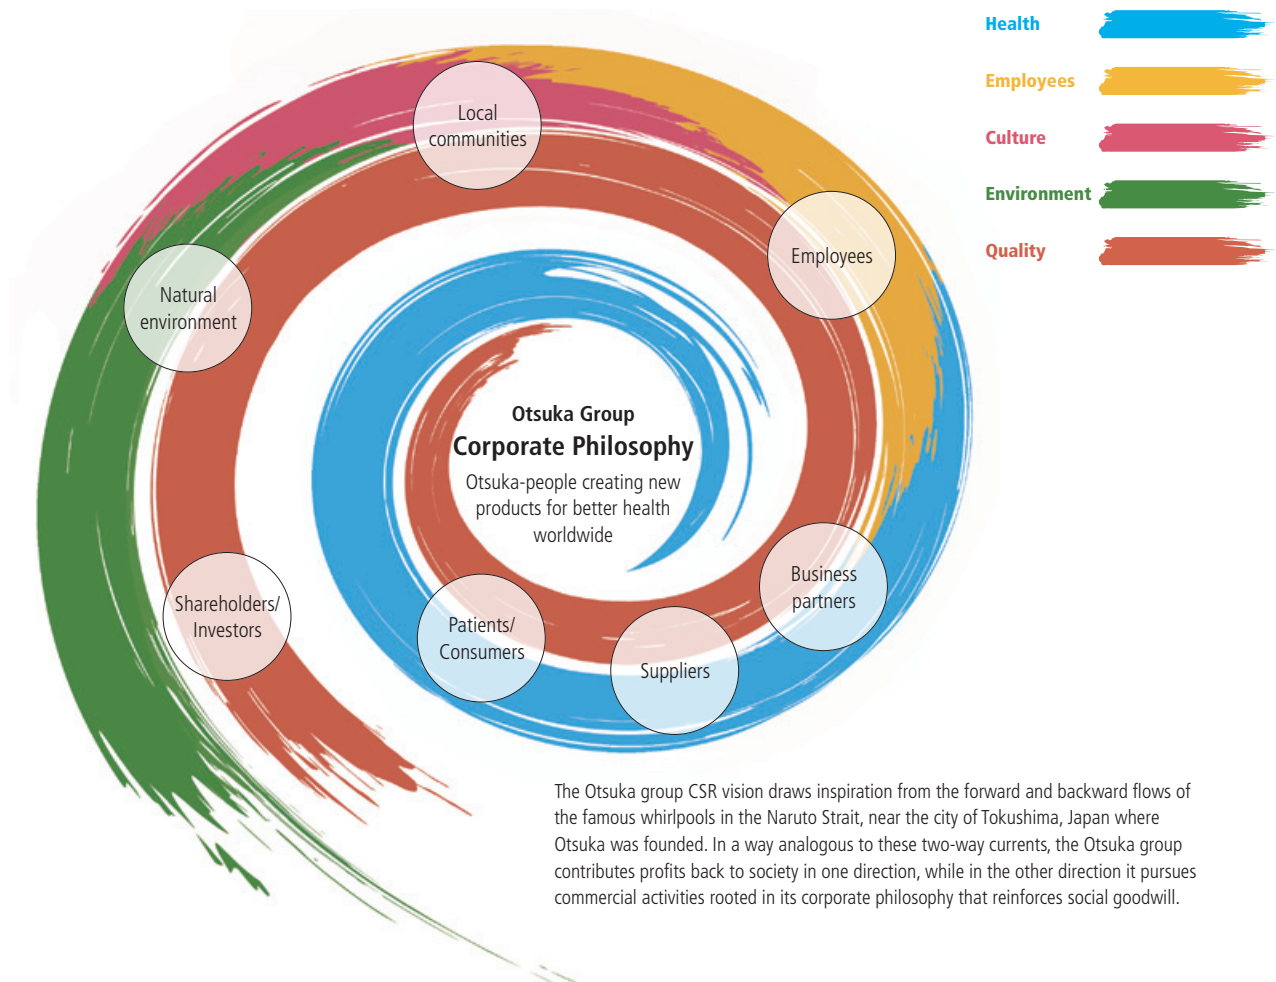 Health
Employees
Culture
Environment
Quality
Local
communities
Employees
Natural
environment
Otsuka Group
Corporate Philosophy
Otsuka-people creating new
products for better health
worldwide
Business
partners
Shareholders/
Investors
Patients/
Consumers
Suppliers
The Otsuka group CSR vision draws inspiration from the forward and backward flows of
the famous whirlpools in the Naruto Strait, near the city of Tokushima, Japan where
Otsuka was founded. In a way analogous to these two-way currents, the Otsuka group
contributes profits back to society in one direction, while in the other direction it pursues
commercial activities rooted in its corporate philosophy that reinforces social goodwill.